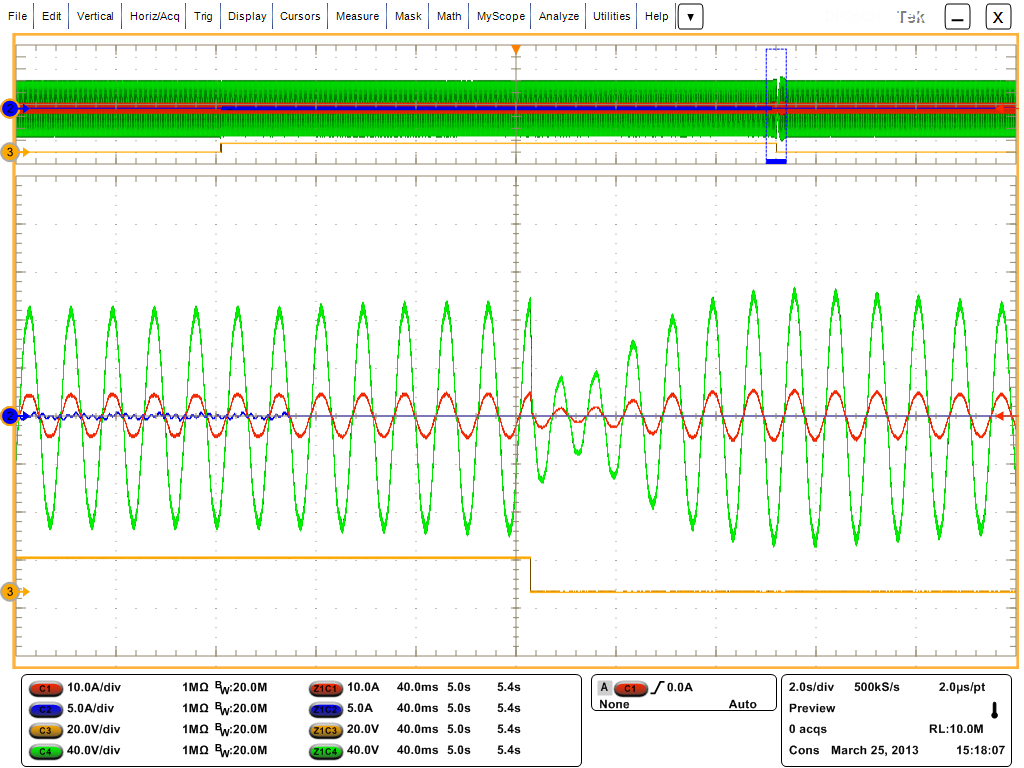 File Edit Vertical Horiz/Acq Trig Display Cursors Measure Mask Math MyScope Analyze Utilities Help Tek X
2
3
2
3
C1 10.0A/div 1MΩ BW:20.0M Z1C1 10.0A 40.0ms 5.0s 5.4s
C2 5.0A/div 1MΩ BW:20.0M Z1C2 5.0A 40.0ms 5.0s 5.4s
C3 20.0V/div 1MΩ BW:20.0M Z1C3 20.0V 40.0ms 5.0s 5.4s
C4 40.0V/div 1MΩ BW:20.0M Z1C4 40.0V 40.0ms 5.0s 5.4s
A C1 0.0A
None Auto
2.0s/div 500kS/s 2.0µs/pt
Preview
0 acqs RL:10.0M
Cons March 25, 2013 15:18:07